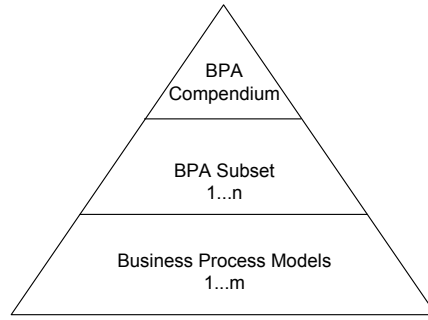 BPA
Compendium
BPA Subset
1...n
Business Process Models
1...m